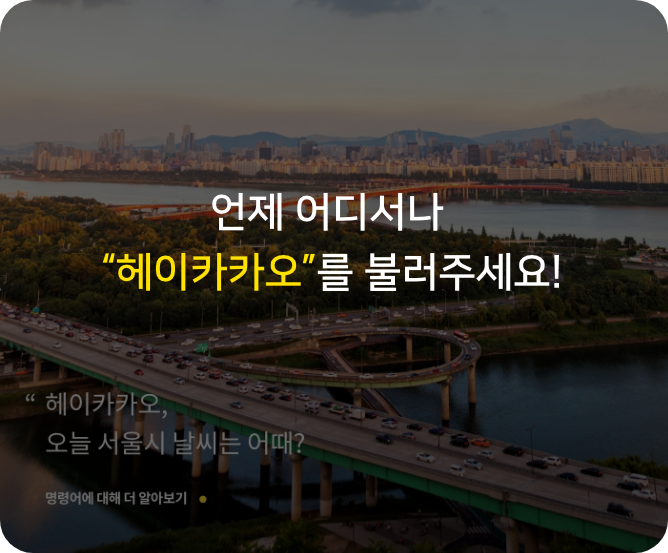 언제 어디서나
“헤이카카오”를 불러주세요!
“ 헤이카카오,
오늘 서울시 날씨는 어때?
명령어에 대해 더 알아보기